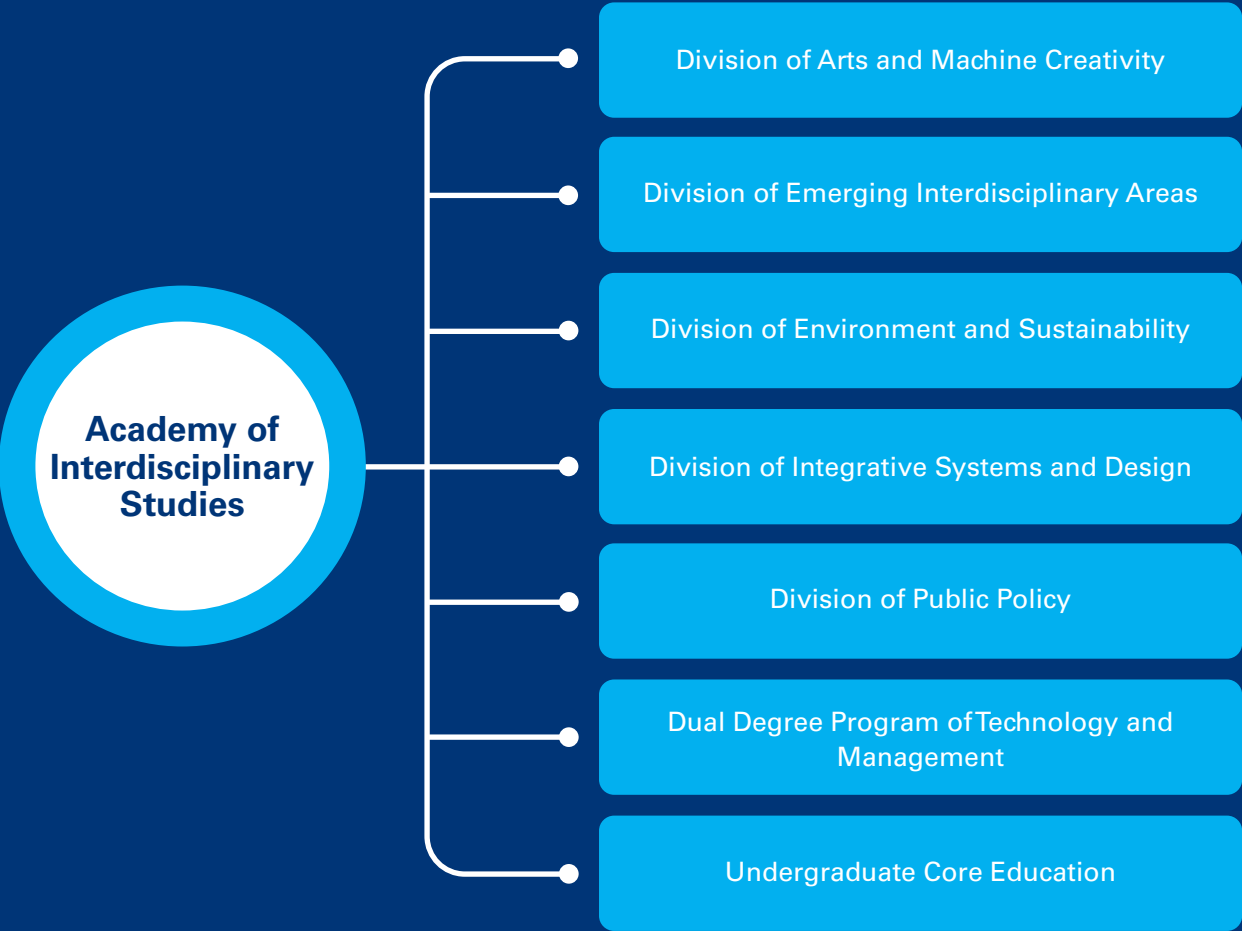 Division of Arts and Machine Creativity
Division of Emerging Interdisciplinary Areas
Division of Environment and Sustainability
Academy of
Interdisciplinary
Studies
Division of Integrative Systems and Design
Division of Public Policy
Dual Degree Program of Technology and
Management
Undergraduate Core Education